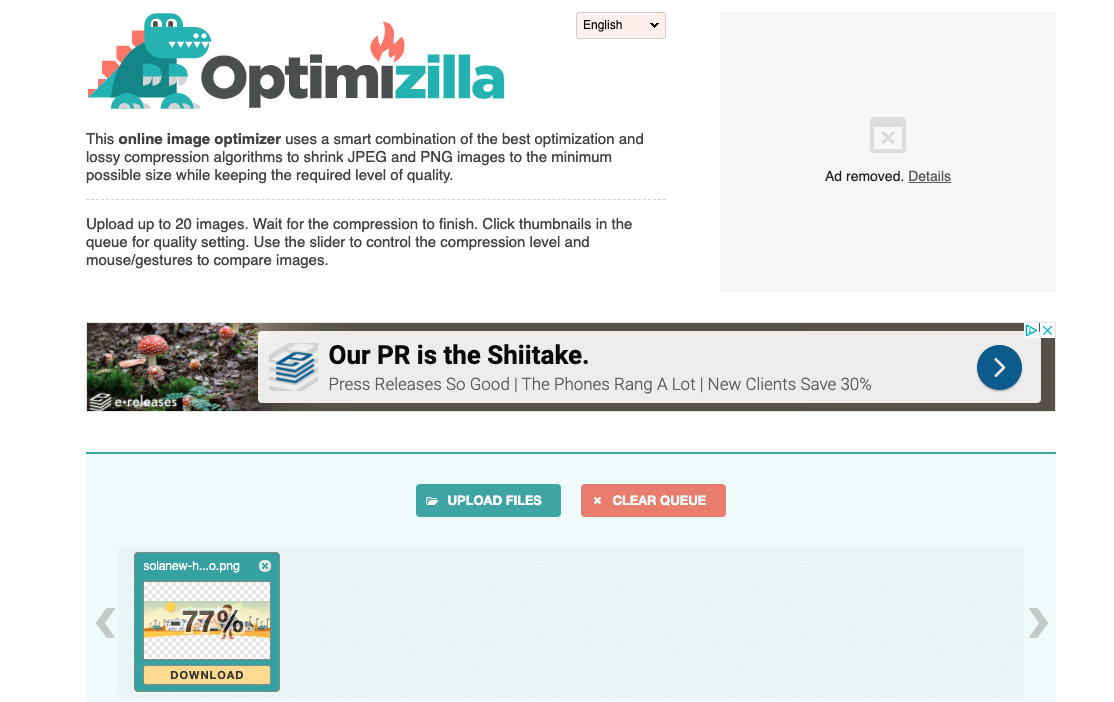 Optimizilla
English
This online image optimizer uses a smart combination of the best optimization and
lossy compression algorithms to shrink JPEG and PNG images to the minimum
possible size while keeping the required level of quality.
Upload up to 20 images. Wait for the compression to finish. Click thumbnails in the
queue for quality setting. Use the slider to control the compression level and
mouse/gestures to compare images.
Ad removed. Details
Our PR is the Shiitake.
Press Releases So Good | The Phones Rang A Lot | New Clients Save 30%
e·releases
UPLOAD FILES
CLEAR QUEUE
solanew-h...o.png
77%
DOWNLOAD